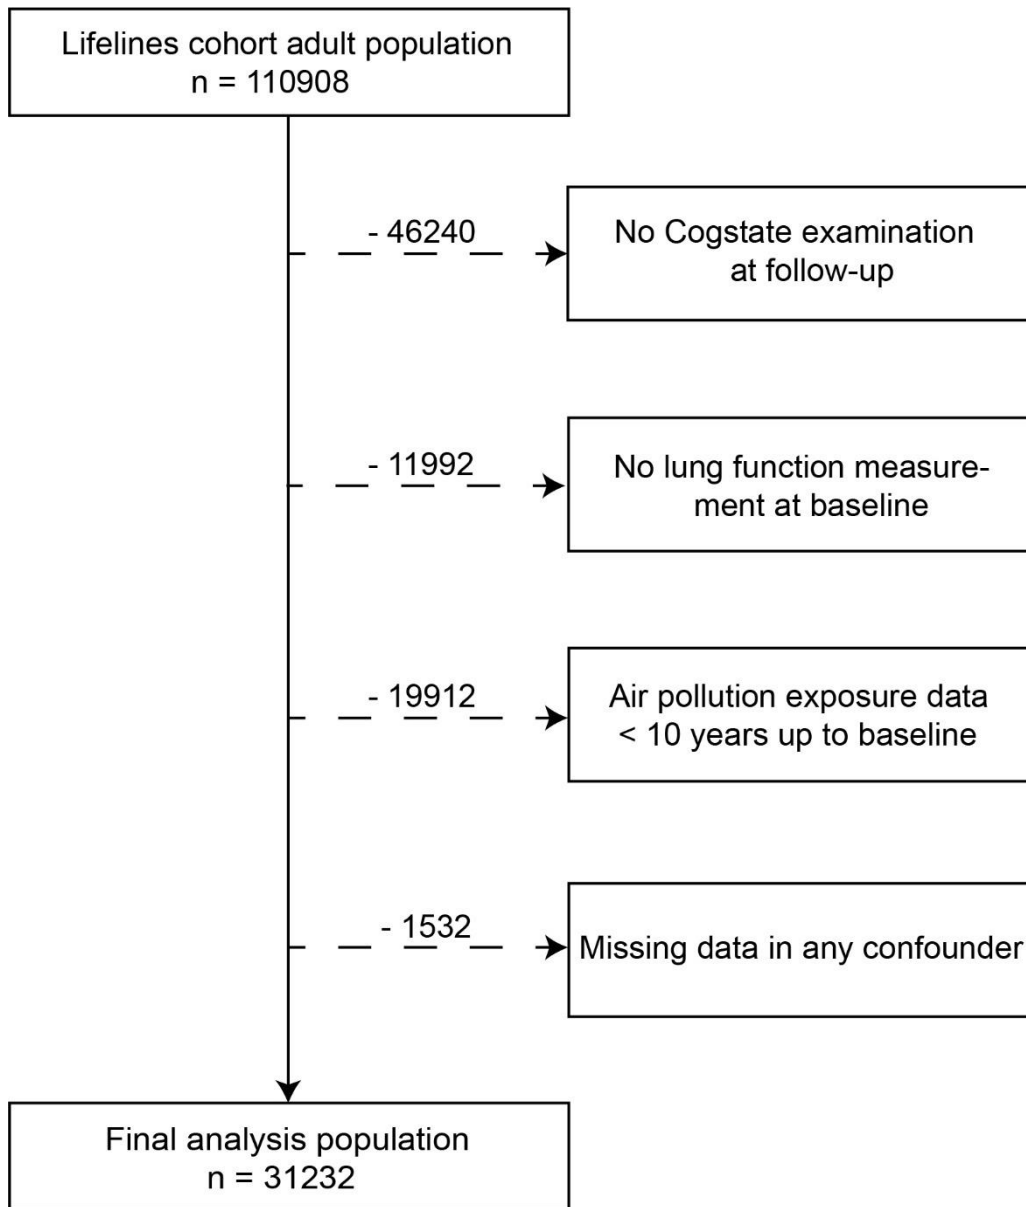 Lifelines cohort adult population
n = 110908
- 46240
No Cogstate examination
at follow-up
- 11992
No lung function measure-
ment at baseline
- 19912
Air pollution exposure data
< 10 years up to baseline
- 1532
Missing data in any confounder
Final analysis population
n = 31232